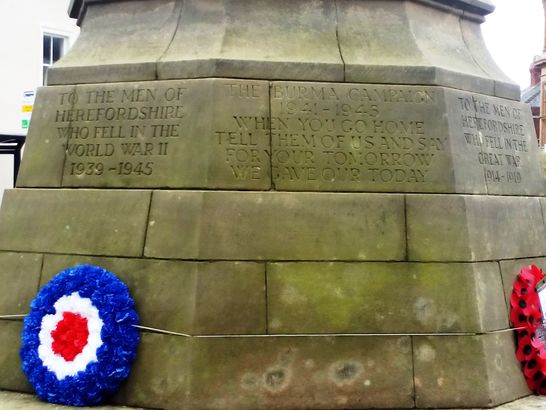 TO THE MEN OF
HEREFORDSHIRE
WHO FELL IN THE
WORLD WAR II
1939-1945
THE BURMA CAMPAIGN
1941-1945
WHEN YOU GO HOME
TELL THEM OF US AND SAY
FOR YOUR TOMORROW
WE GAVE OUR TODAY
TO THE MEN OF
HEREFORDSHIRE
WHO FELL IN THE
GREAT WAR
1914-1919